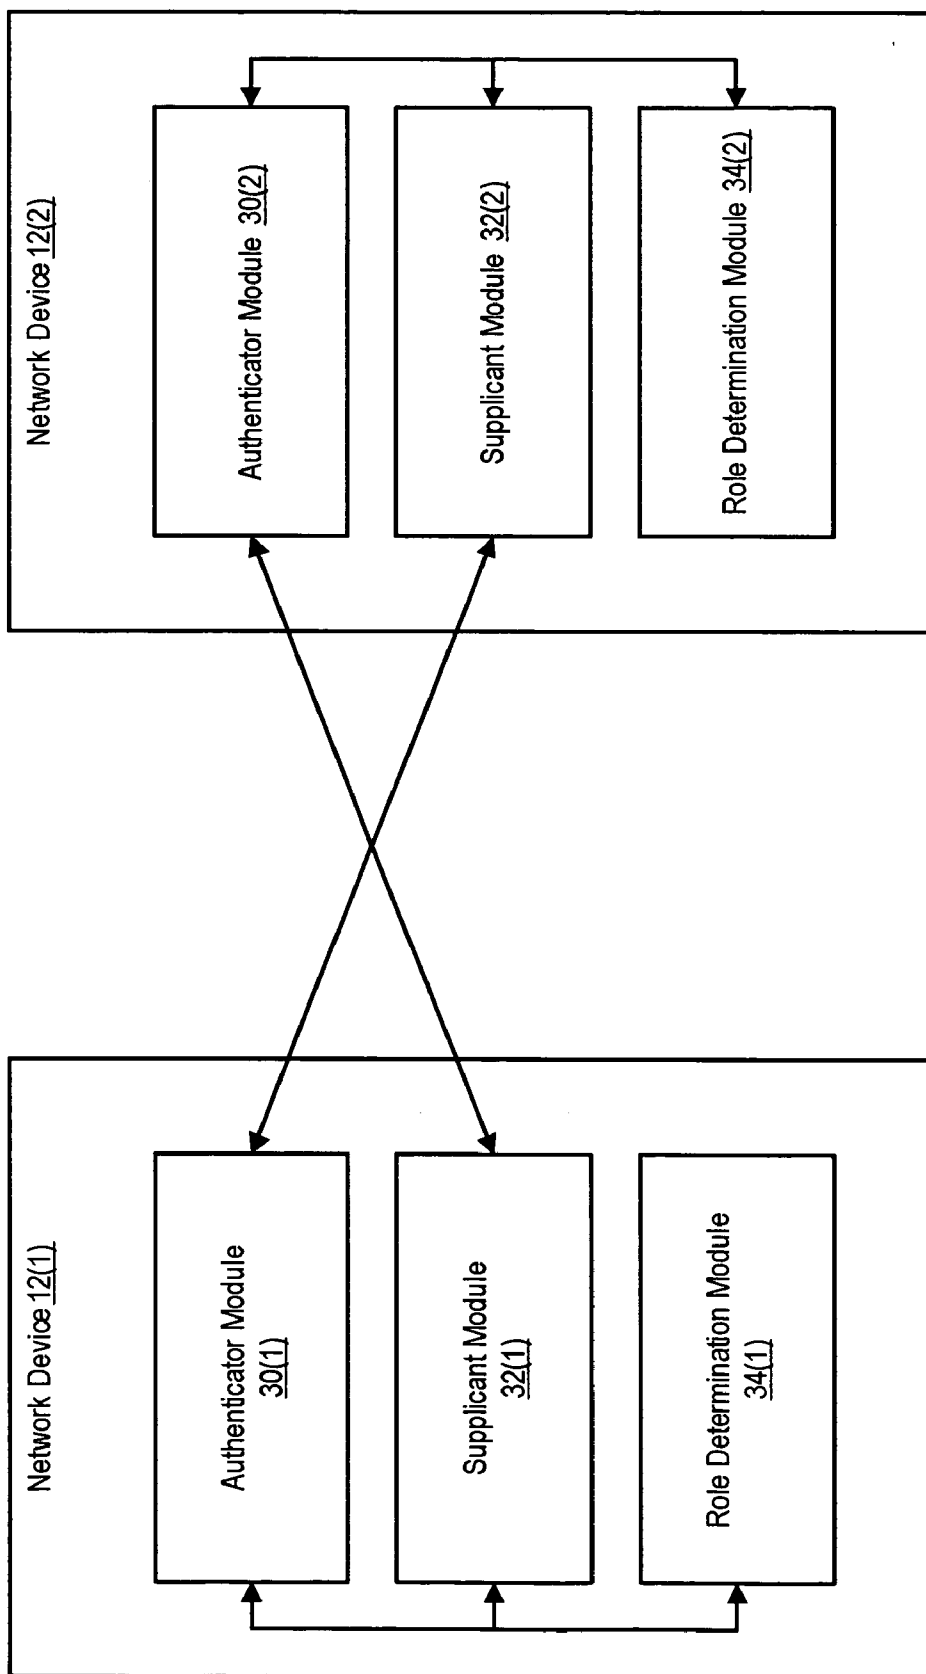 Network Device 12(1)
Authenticator Module
30(1)
Supplicant Module
32(1)
Role Determination Module
34(1)
Network Device 12(2)
Authenticator Module 30(2)
Supplicant Module 32(2)
Role Determination Module 34(2)